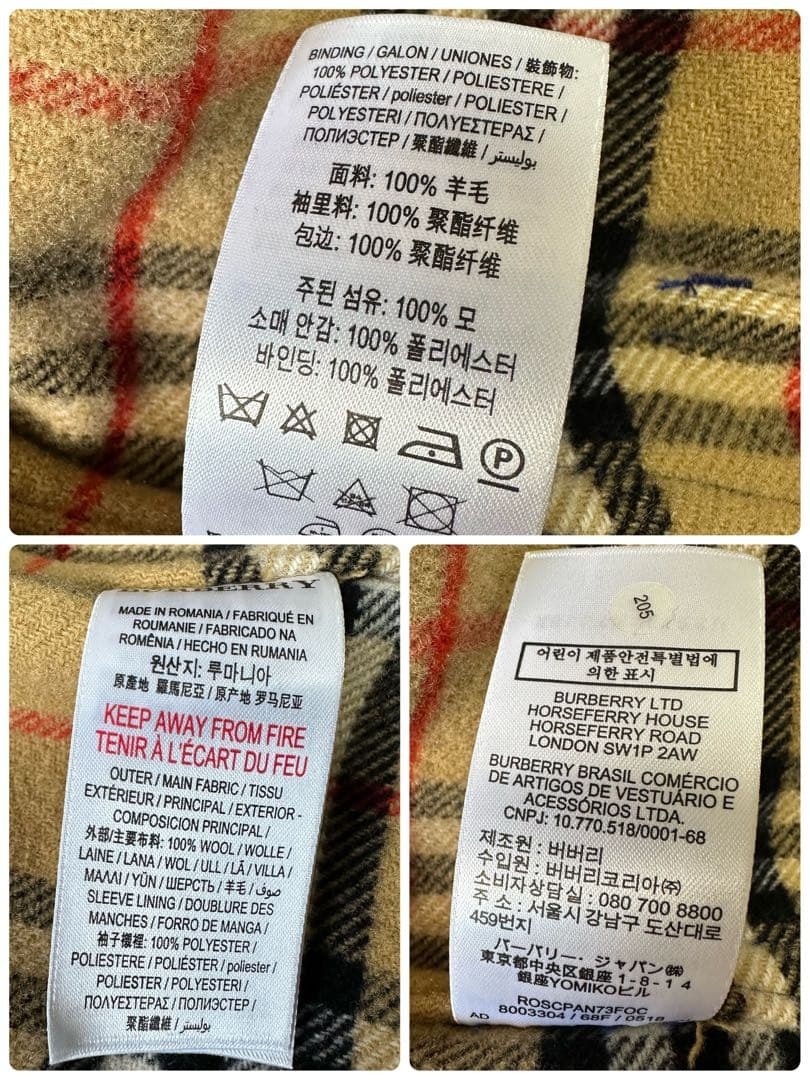 BINDING / GALON / UNIONES / 裝飾物:
100% POLYESTER / POLIESTERE /
POLIÉSTER / poliester / POLIESTER /
POLYESTERI / ΠΟΛΥΕΣΤΕΡΑΣ /
ПОЛИЭСТЕР / 聚酯纖維 / بوليستر
面料: 100% 羊毛
袖里料: 100% 聚酯纤维
包边: 100% 聚酯纤维
주된 섬유: 100% 모
소매 안감: 100% 폴리에스터
바인딩: 100% 폴리에스터
P
BURBERRY
MADE IN ROMANIA / FABRIQUÉ EN
ROUMANIE / FABRICADO NA
ROMÊNIA / HECHO EN RUMANIA
원산지: 루마니아
原產地 羅馬尼亞 / 原产地 罗马尼亚
KEEP AWAY FROM FIRE
TENIR À L'ÉCART DU FEU
OUTER / MAIN FABRIC / TISSU
EXTÉRIEUR / PRINCIPAL / EXTERIOR -
COMPOSICIÓN PRINCIPAL /
外部/主要布料: 100% WOOL / WOLLE /
LAINE / LANA / WOL / ULL / LÃ / VILLA /
ΜΑΛΛΙ / YÜN / ШЕРСТЬ / 羊毛 / صوف /
SLEEVE LINING / DOUBLURE DES
MANCHES / FORRO DE MANGA /
袖子襯裡: 100% POLYESTER /
POLIESTERE / POLIÉSTER / poliester /
POLIESTER / POLYESTERI /
ΠΟΛΥΕΣΤΕΡΑΣ / ПОЛИЭСТЕР /
聚酯纖維 / بوليستر
205
어린이 제품안전특별법에
의한 표시
BURBERRY LTD
HORSEFERRY HOUSE
HORSEFERRY ROAD
LONDON SW1P 2AW
BURBERRY BRASIL COMÉRCIO
DE ARTIGOS DE VESTUÁRIO E
ACESSÓRIOS LTDA.
CNPJ: 10.770.518/0001-68
제조원 : 버버리
수입원 : 버버리코리아㈜
소비자상담실 : 080 700 8800
주 소 : 서울시 강남구 도산대로
459번지
バーバリー・ジャパン㈱
東京都中央区銀座1-8-14
銀座YOMIKOビル
ROSCPAN73FOC
AD 8003304 / 68F / 0518